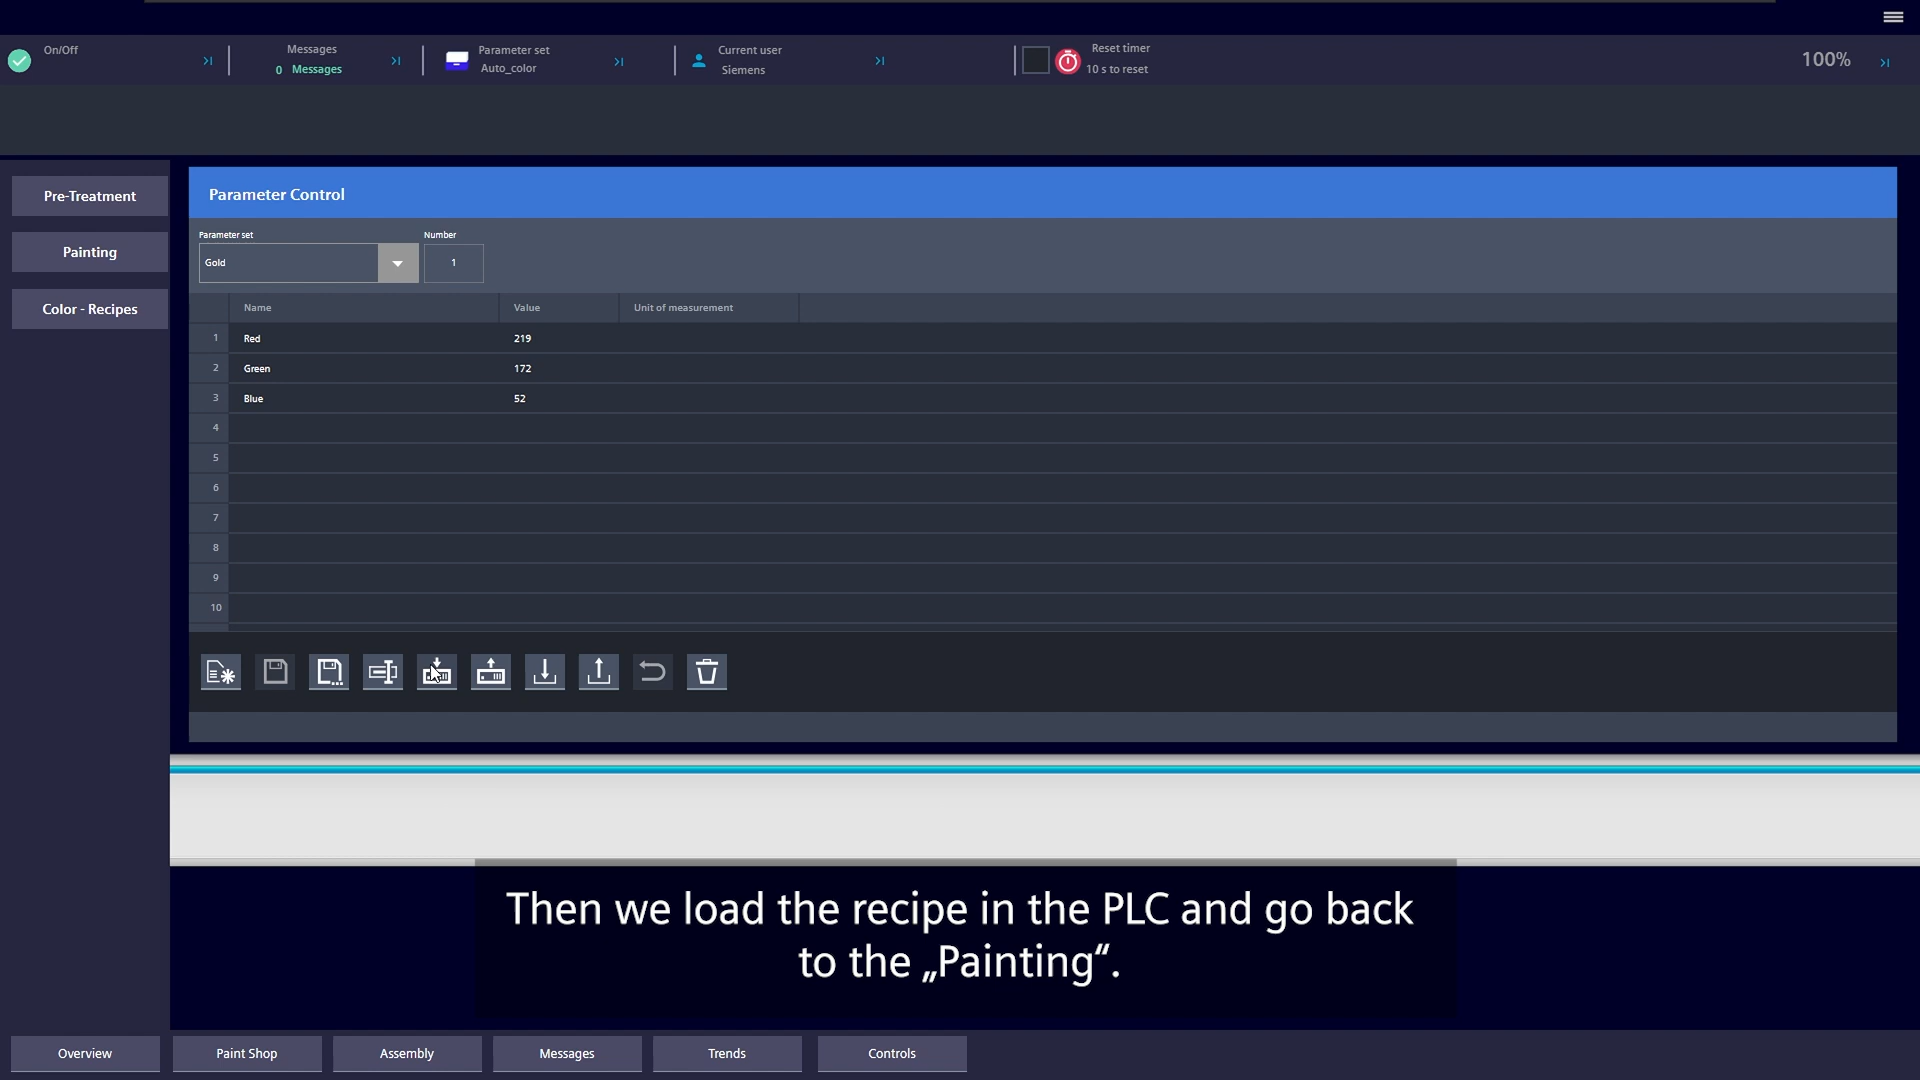 On/Off
Messages
0 Messages
Parameter set
Auto_color
Current user
Siemens
Reset timer
10 s to reset
100%
Pre-Treatment
Painting
Color - Recipes
Parameter Control
Parameter set
Number
Gold
1
Name
Value
Unit of measurement
1 Red 219
2 Green 172
3 Blue 52
4
5
6
7
8
9
10
Then we load the recipe in the PLC and go back
to the „Painting“.
Overview
Paint Shop
Assembly
Messages
Trends
Controls